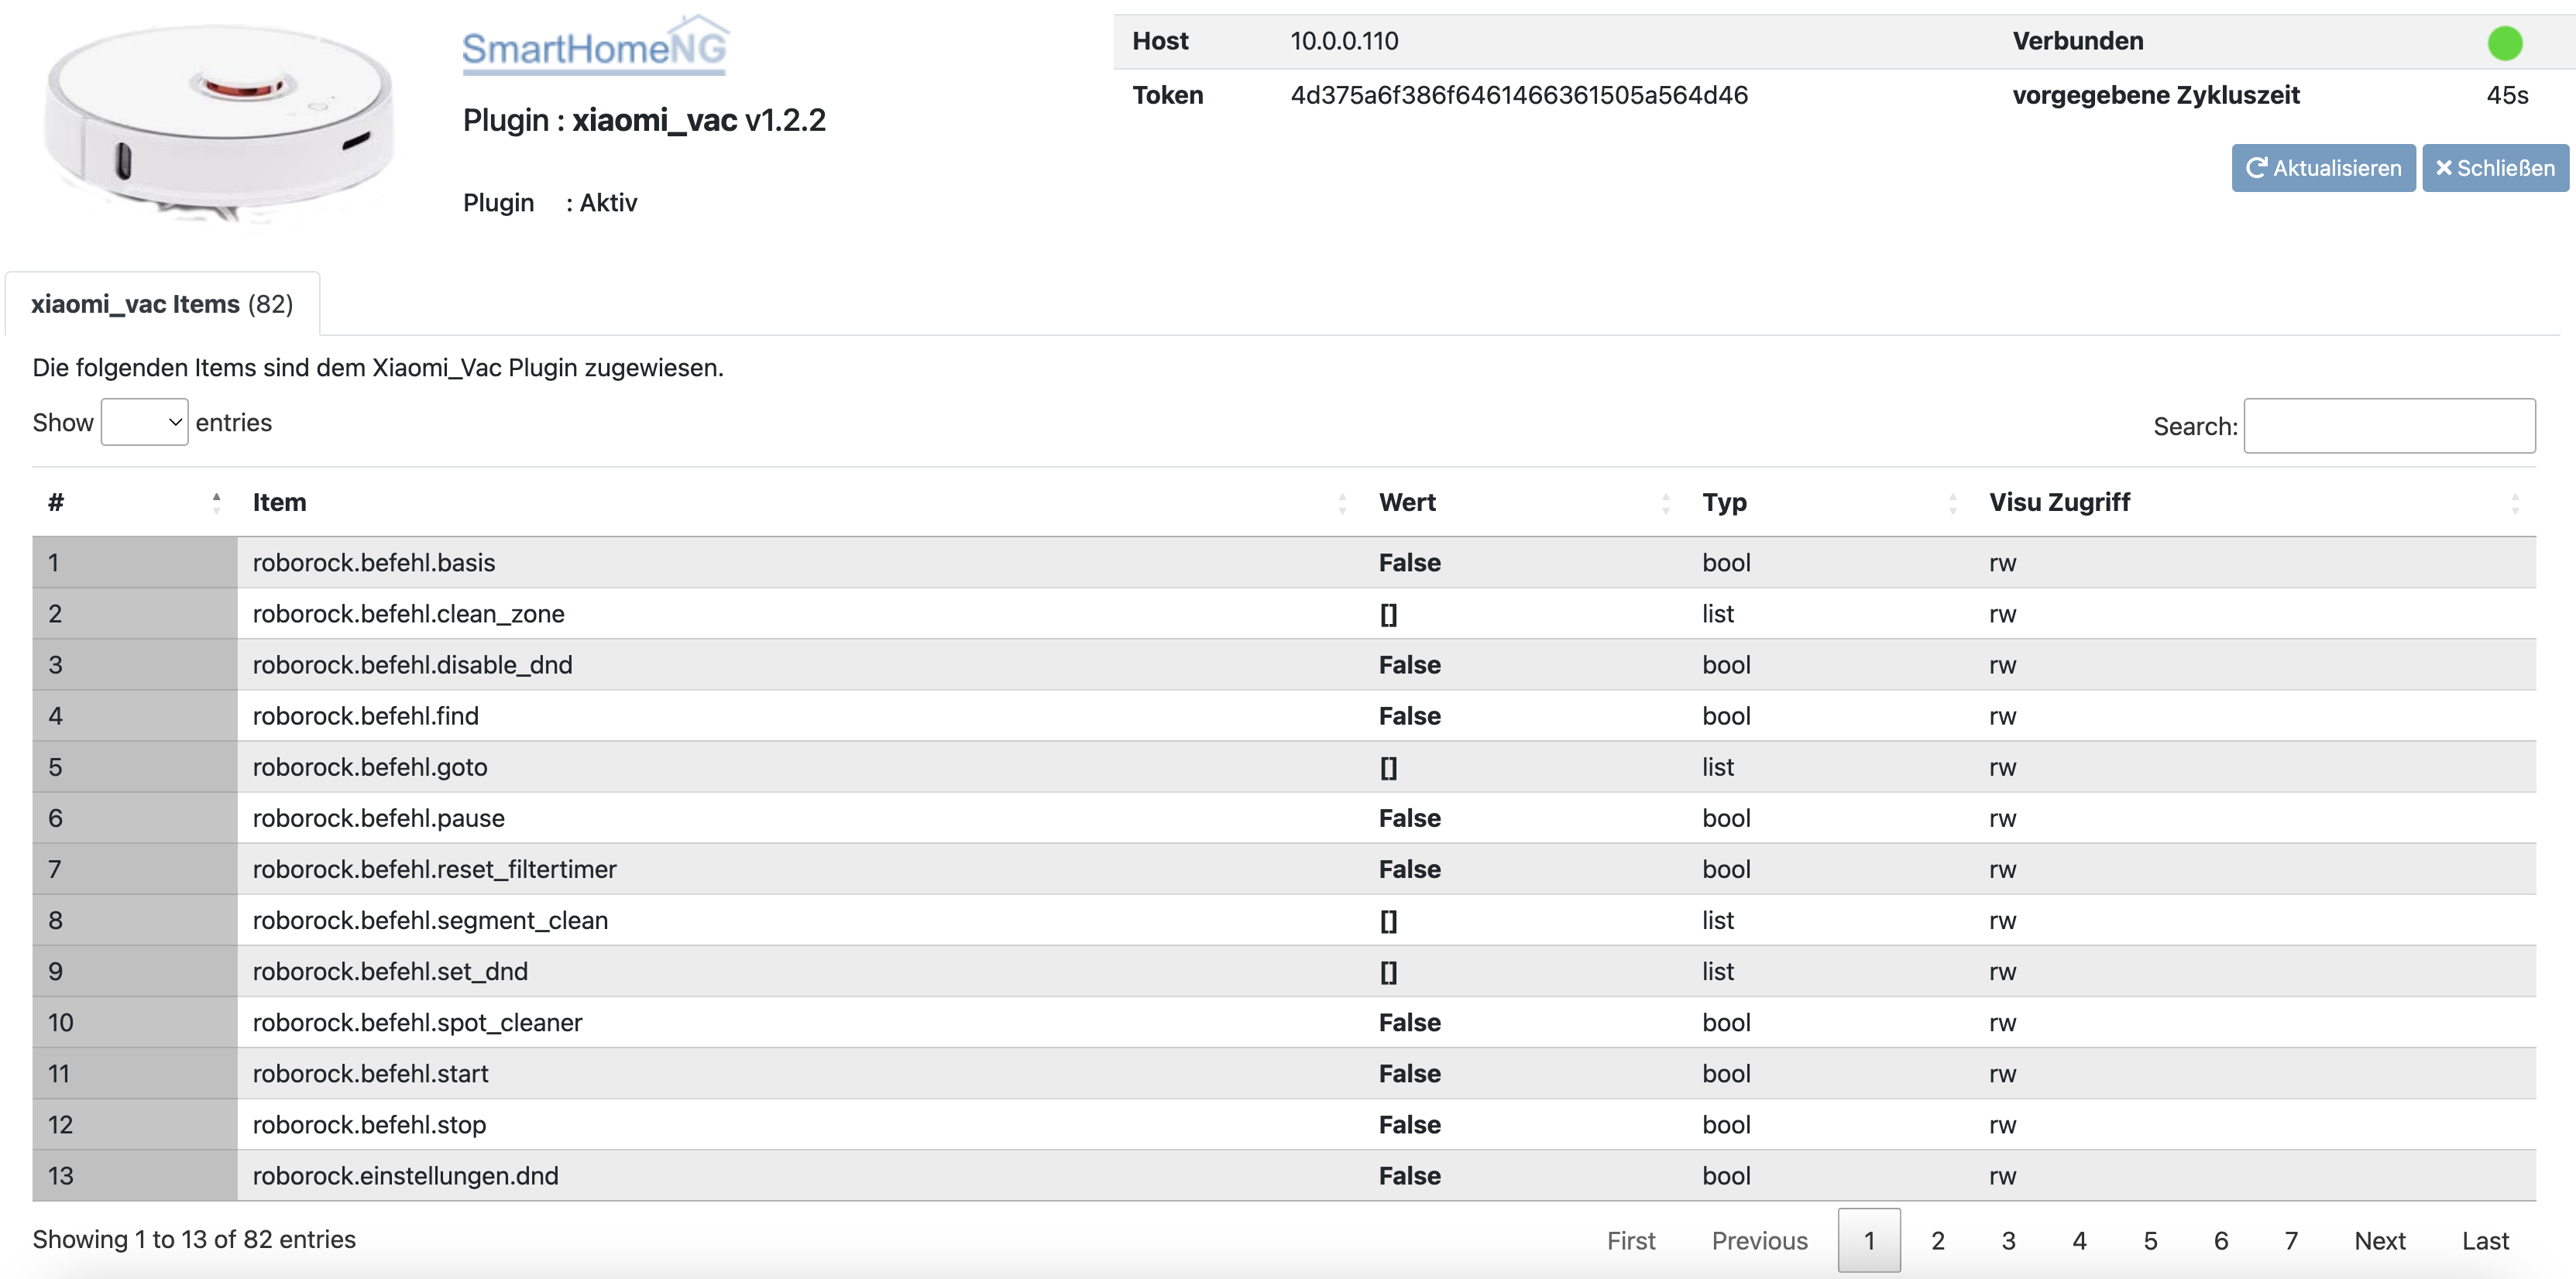 SmartHomeNG
Plugin : xiaomi_vac v1.2.2
Plugin : Aktiv
Host 10.0.0.110 Verbunden
Token 4d375a6f386f6461466361505a564d46 vorgegebene Zykluszeit 45s
Aktualisieren Schließen
xiaomi_vac Items (82)
Die folgenden Items sind dem Xiaomi_Vac Plugin zugewiesen.
Show entries Search:
# Item Wert Typ Visu Zugriff
1 roborock.befehl.basis False bool rw
2 roborock.befehl.clean_zone [] list rw
3 roborock.befehl.disable_dnd False bool rw
4 roborock.befehl.find False bool rw
5 roborock.befehl.goto [] list rw
6 roborock.befehl.pause False bool rw
7 roborock.befehl.reset_filtertimer False bool rw
8 roborock.befehl.segment_clean [] list rw
9 roborock.befehl.set_dnd [] list rw
10 roborock.befehl.spot_cleaner False bool rw
11 roborock.befehl.start False bool rw
12 roborock.befehl.stop False bool rw
13 roborock.einstellungen.dnd False bool rw
Showing 1 to 13 of 82 entries First Previous 1 2 3 4 5 6 7 Next Last